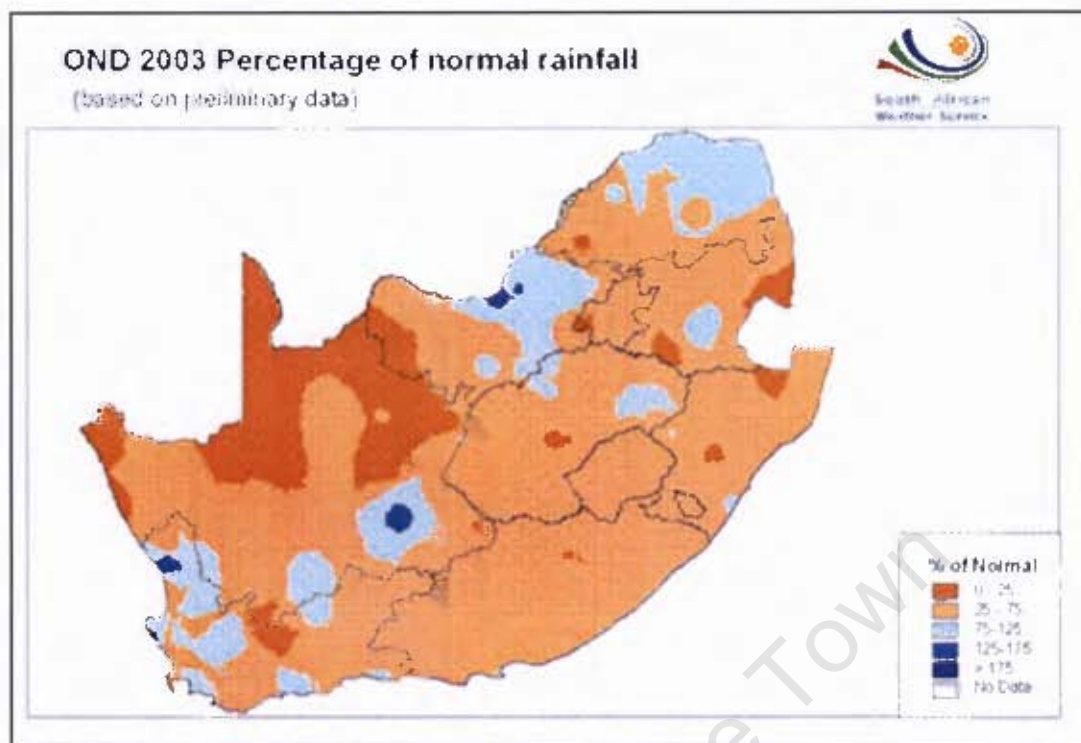 OND 2003 Percentage of normal rainfall
(based on preliminary data)
South African
Weather Service
% of Normal
0 - 25
25 - 75
75-125
125-175
> 175
No Data
e Town